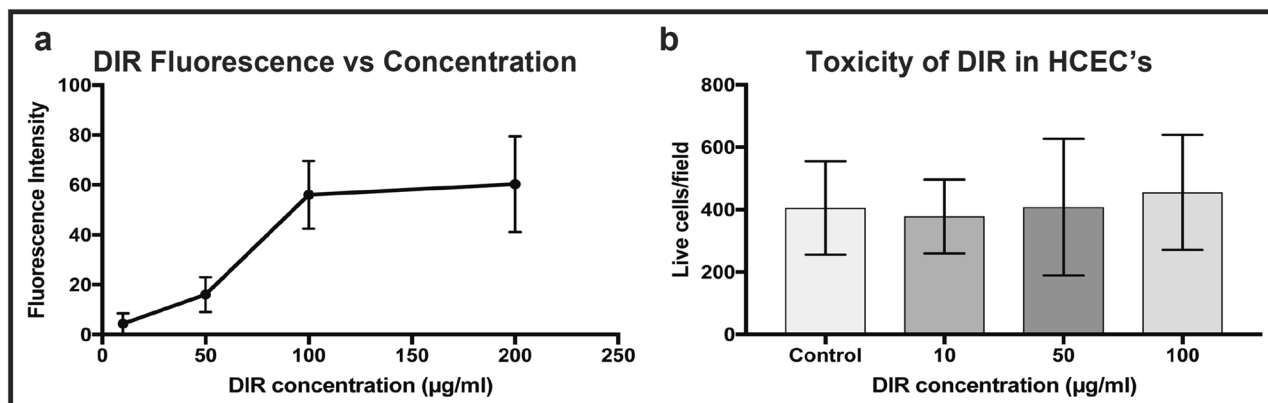 a
DIR Fluorescence vs Concentration
Fluorescence Intensity
100
80
60
40
20
0
0 50 100 150 200 250
DIR concentration (µg/ml)
b
Toxicity of DIR in HCEC's
Live cells/field
800
600
400
200
0
Control 10 50 100
DIR concentration (µg/ml)